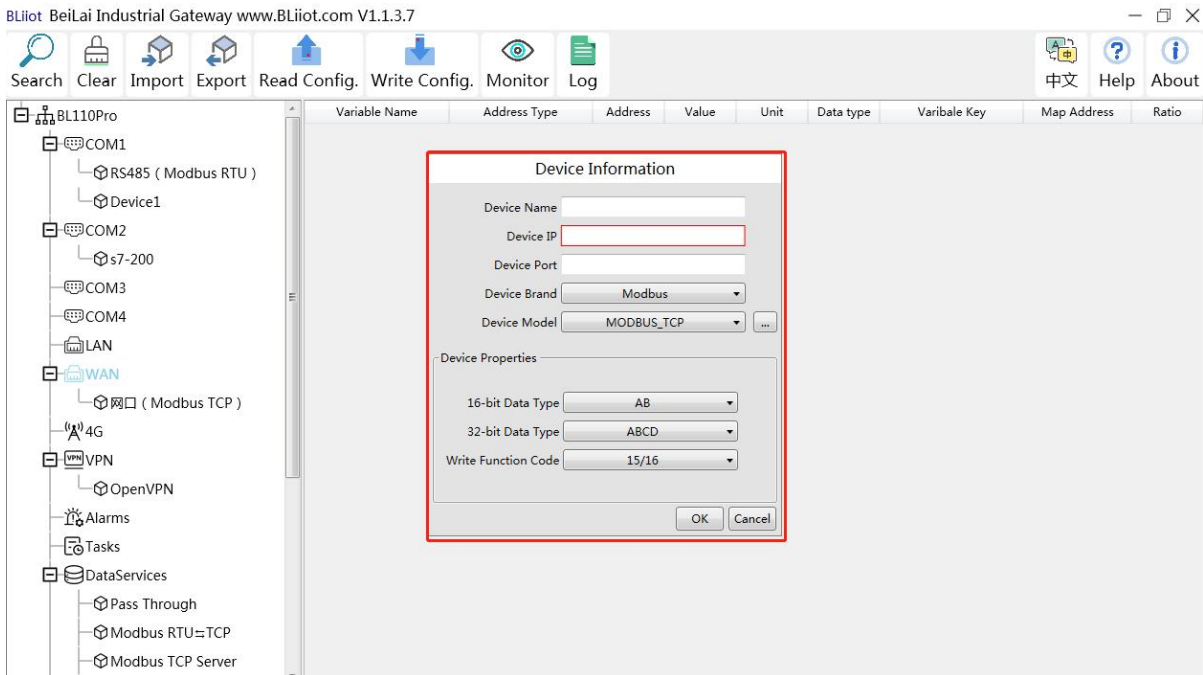 BLiiot BeiLai Industrial Gateway www.BLiiot.com V1.1.3.7
Search Clear Import Export Read Config. Write Config. Monitor Log 中文 Help About
BL110Pro
COM1
RS485 ( Modbus RTU )
Device1
COM2
s7-200
COM3
COM4
LAN
WAN
网口 ( Modbus TCP )
4G
VPN VPN
OpenVPN
Alarms
Tasks
DataServices
Pass Through
Modbus RTU⇆TCP
Modbus TCP Server
Variable Name Address Type Address Value Unit Data type Varibale Key Map Address Ratio
Device Information
Device Name
Device IP
Device Port
Device Brand Modbus
Device Model MODBUS_TCP ...
Device Properties
16-bit Data Type AB
32-bit Data Type ABCD
Write Function Code 15/16
OK Cancel